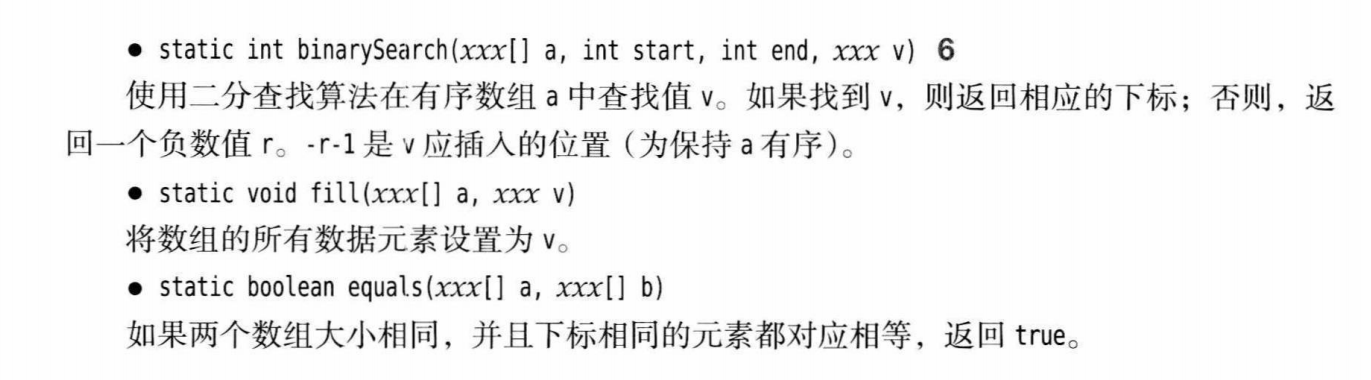 ● static int binarySearch(xxx[] a, int start, int end, xxx v) 6
使用二分查找算法在有序数组 a 中查找值 v。如果找到 v，则返回相应的下标；否则，返
回一个负数值 r。-r-1 是 v 应插入的位置（为保持 a 有序）。
● static void fill(xxx[] a, xxx v)
将数组的所有数据元素设置为 v。
● static boolean equals(xxx[] a, xxx[] b)
如果两个数组大小相同，并且下标相同的元素都对应相等，返回 true。